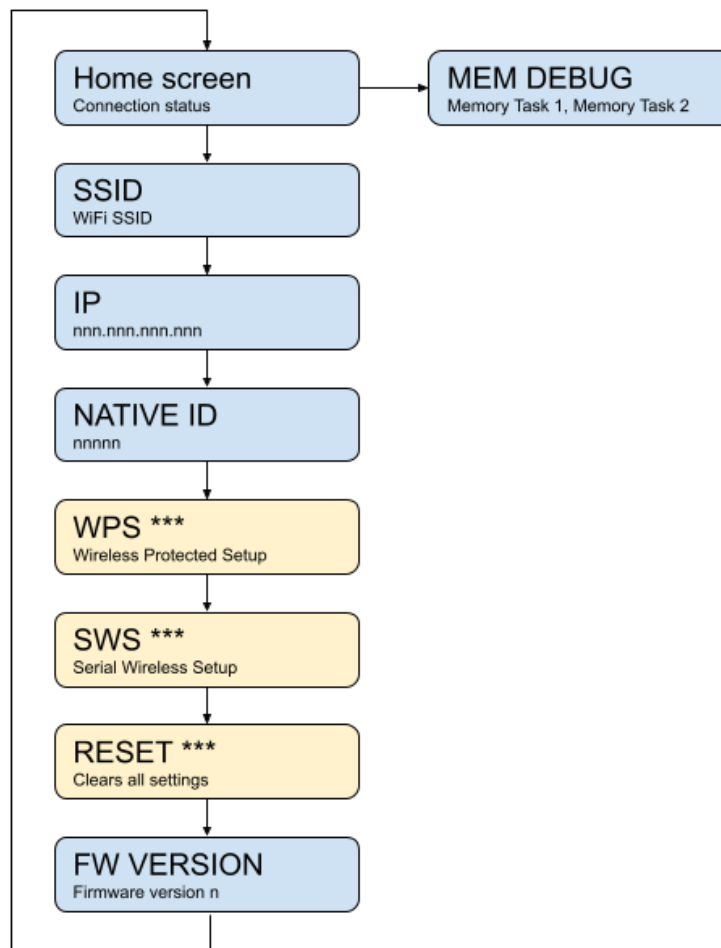 Home screen
Connection status
MEM DEBUG
Memory Task 1, Memory Task 2
SSID
WiFi SSID
IP
nnn.nnn.nnn.nnn
NATIVE ID
nnnnn
WPS ***
Wireless Protected Setup
SWS ***
Serial Wireless Setup
RESET ***
Clears all settings
FW VERSION
Firmware version n